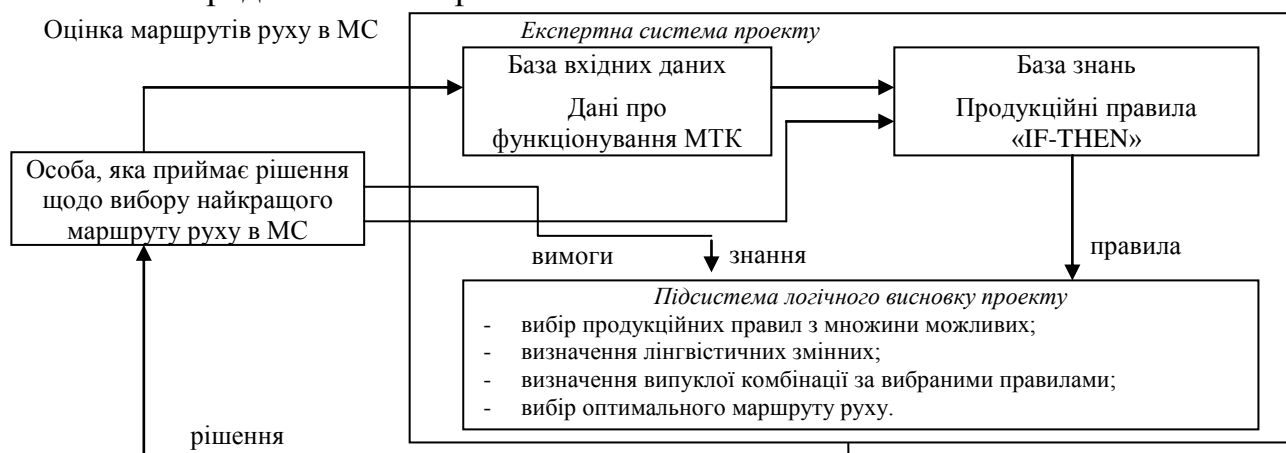 Оцінка маршрутів руху в МС
Експертна система проекту
База вхідних даних
Дані про
функціонування МТК
База знань
Продукційні правила
«IF-THEN»
Особа, яка приймає рішення
щодо вибору найкращого
маршруту руху в МС
вимоги
знання
правила
Підсистема логічного висновку проекту
- вибір продукційних правил з множини можливих;
- визначення лінгвістичних змінних;
- визначення випуклої комбінації за вибраними правилами;
- вибір оптимального маршруту руху.
рішення